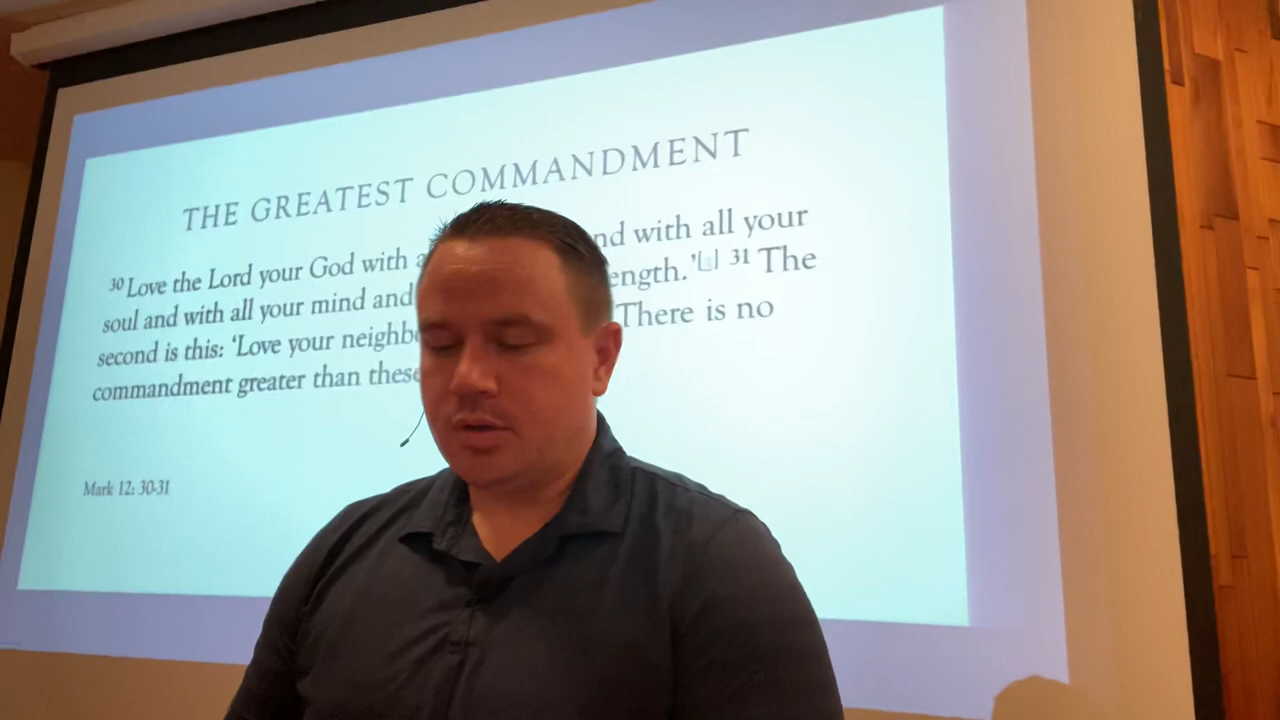 THE GREATEST COMMANDMENT
30 Love the Lord your God with a nd with all your
soul and with all your mind and ength.'[ ] 31 The
second is this: 'Love your neighbo There is no
commandment greater than these
Mark 12: 30-31